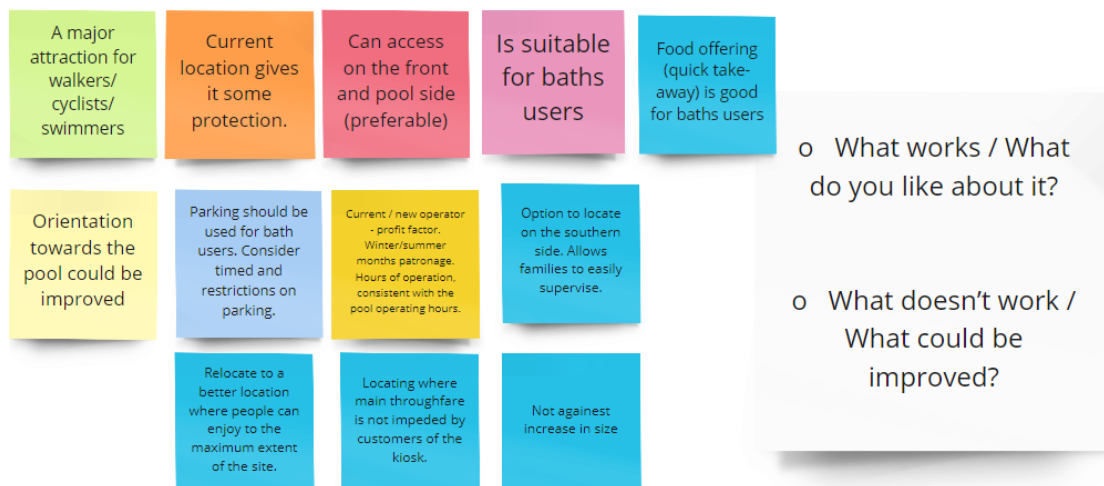 A major
attraction for
walkers/
cyclists/
swimmers
Current
location gives
it some
protection.
Can access
on the front
and pool side
(preferable)
Is suitable
for baths
users
Food offering
(quick take-
away) is good
for baths users
Orientation
towards the
pool could be
improved
Parking should be
used for bath
users. Consider
timed and
restrictions on
parking.
Current / new operator
- profit factor.
Winter/summer
months patronage.
Hours of operation,
consistent with the
pool operating hours.
Option to locate
on the southern
side. Allows
families to easily
supervise.
Relocate to a
better location
where people can
enjoy to the
maximum extent
of the site.
Locating where
main throughfare
is not impeded by
customers of the
kiosk.
Not againest
increase in size
o What works / What
do you like about it?
o What doesn’t work /
What could be
improved?